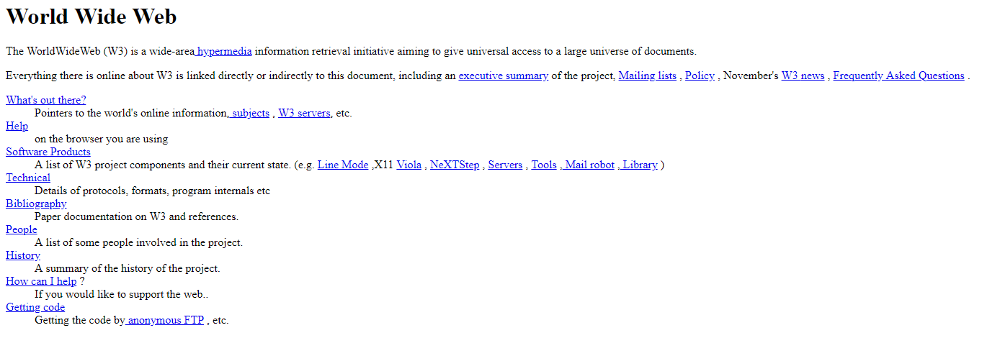 World Wide Web
The WorldWideWeb (W3) is a wide-area hypermedia information retrieval initiative aiming to give universal access to a large universe of documents.
Everything there is online about W3 is linked directly or indirectly to this document, including an executive summary of the project, Mailing lists , Policy , November's W3 news , Frequently Asked Questions .
What's out there?
Pointers to the world's online information, subjects , W3 servers, etc.
Help
on the browser you are using
Software Products
A list of W3 project components and their current state. (e.g. Line Mode ,X11 Viola , NeXTStep , Servers , Tools , Mail robot , Library )
Technical
Details of protocols, formats, program internals etc
Bibliography
Paper documentation on W3 and references.
People
A list of some people involved in the project.
History
A summary of the history of the project.
How can I help ?
If you would like to support the web..
Getting code
Getting the code by anonymous FTP , etc.